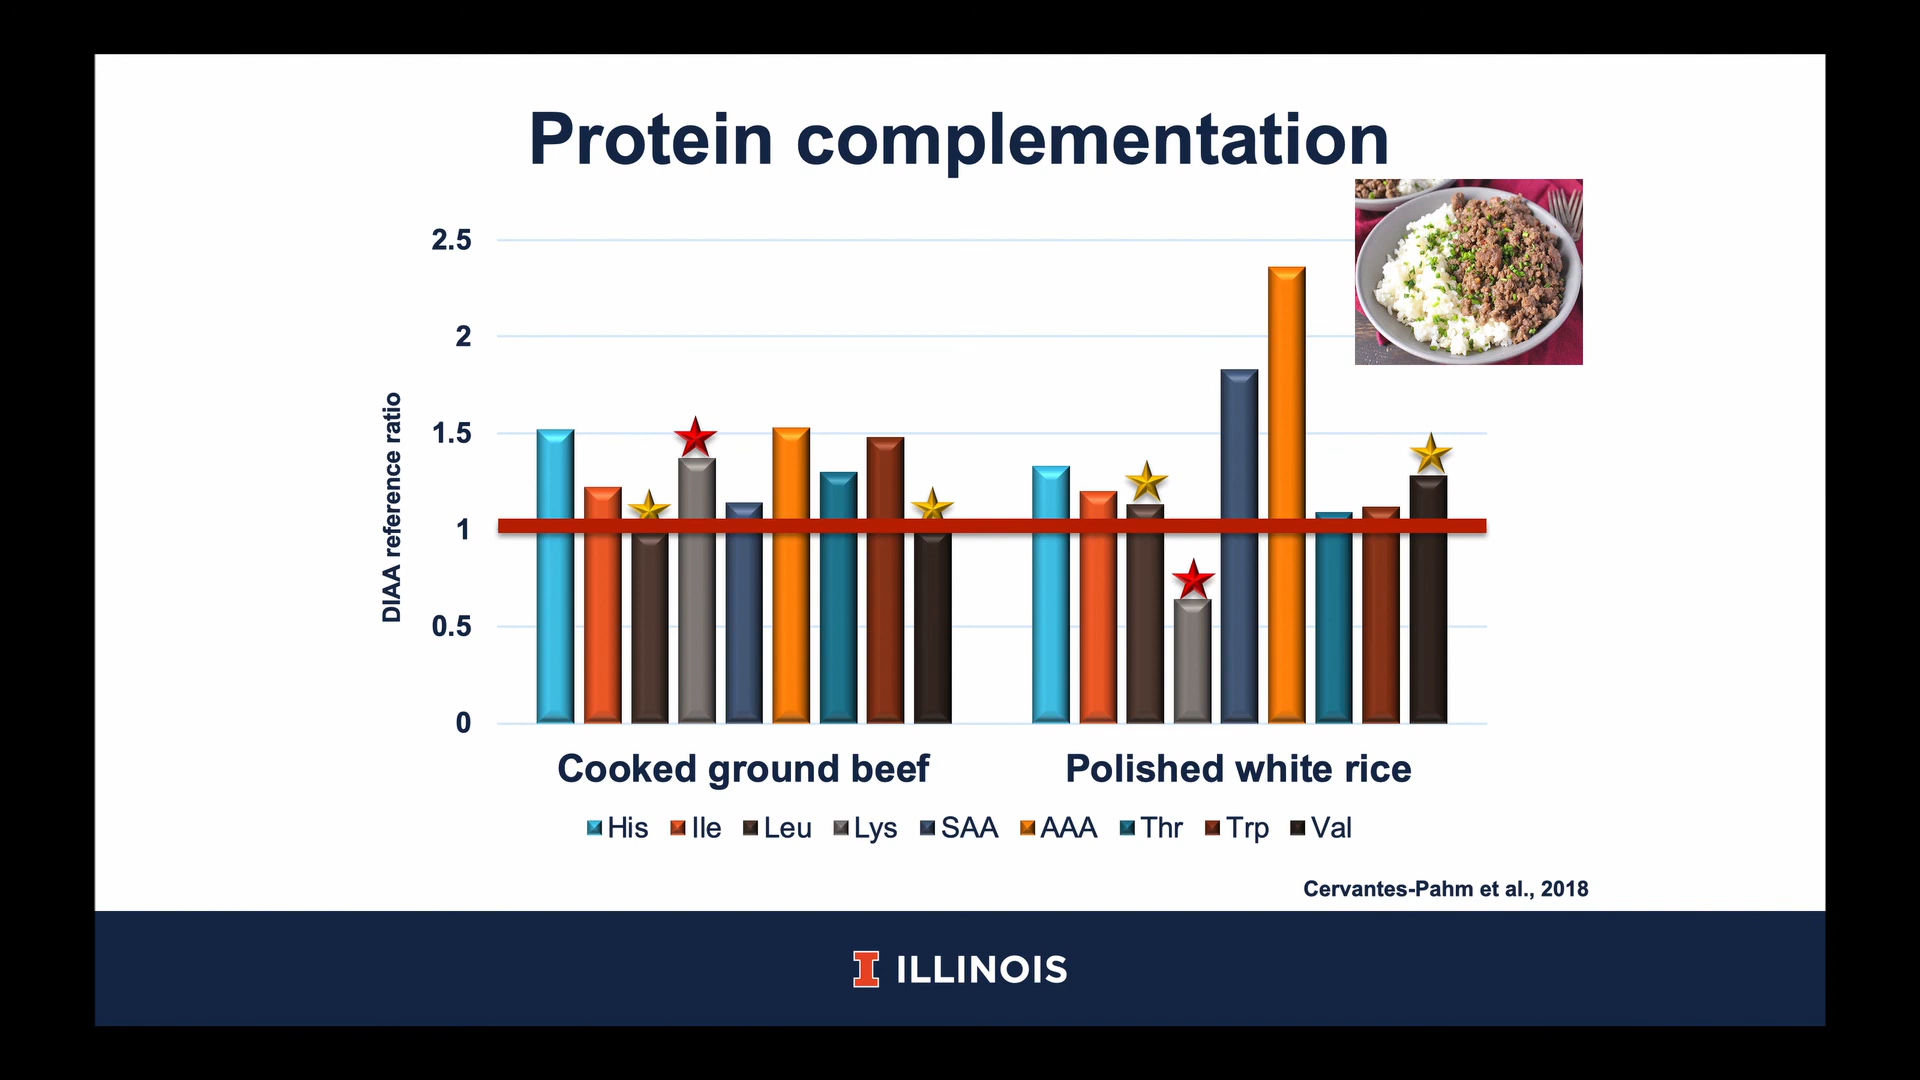 Protein complementation
2.5
2
1.5
1
0.5
0
DIAA reference ratio
Cooked ground beef
Polished white rice
His Ile Leu Lys SAA AAA Thr Trp Val
Cervantes-Pahm et al., 2018
I ILLINOIS